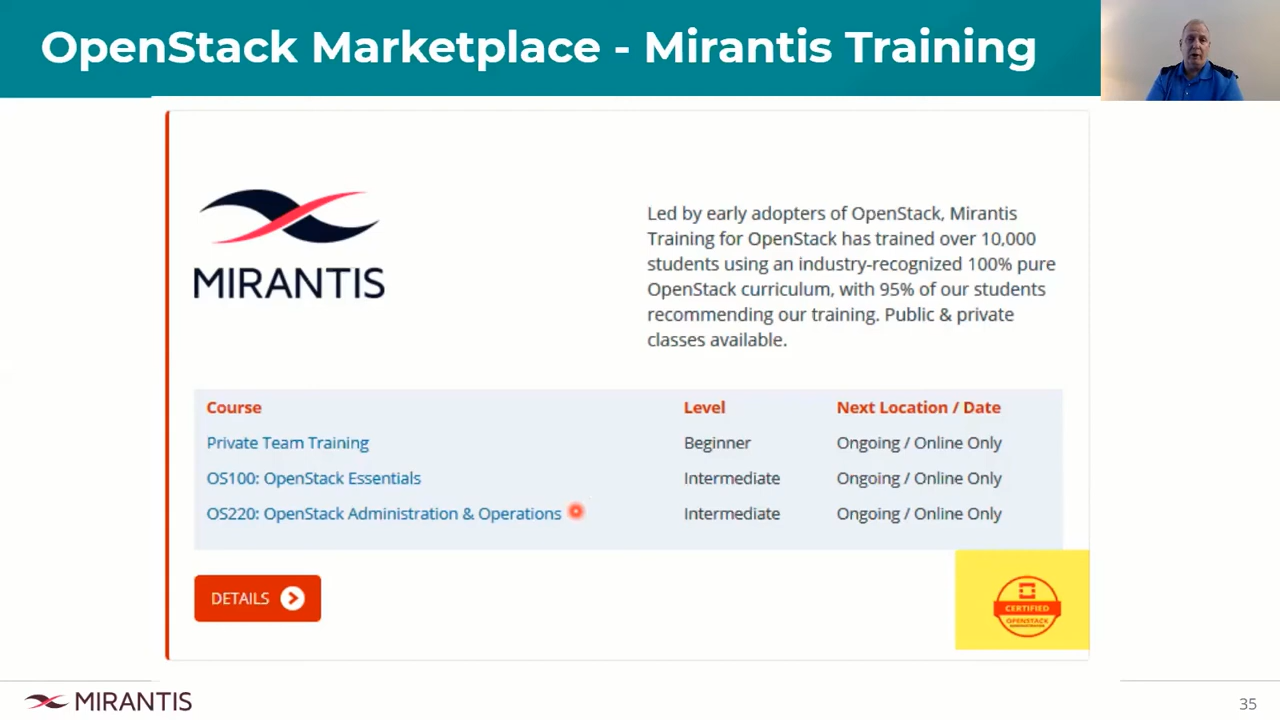 OpenStack Marketplace - Mirantis Training
MIRANTIS
Led by early adopters of OpenStack, Mirantis
Training for OpenStack has trained over 10,000
students using an industry-recognized 100% pure
OpenStack curriculum, with 95% of our students
recommending our training. Public & private
classes available.
Course Level Next Location / Date
Private Team Training Beginner Ongoing / Online Only
OS100: OpenStack Essentials Intermediate Ongoing / Online Only
OS220: OpenStack Administration & Operations Intermediate Ongoing / Online Only
DETAILS
CERTIFIED
OPENSTACK
MIRANTIS
35